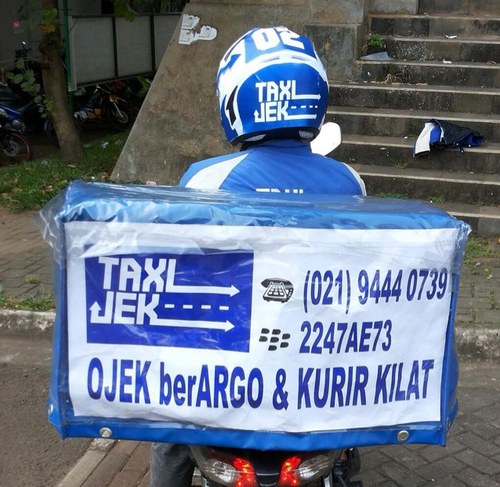 02
TAXI
JEK
TAXI
JEK
(021) 9444 0739
2247AE73
OJEK berARGO & KURIR KILAT